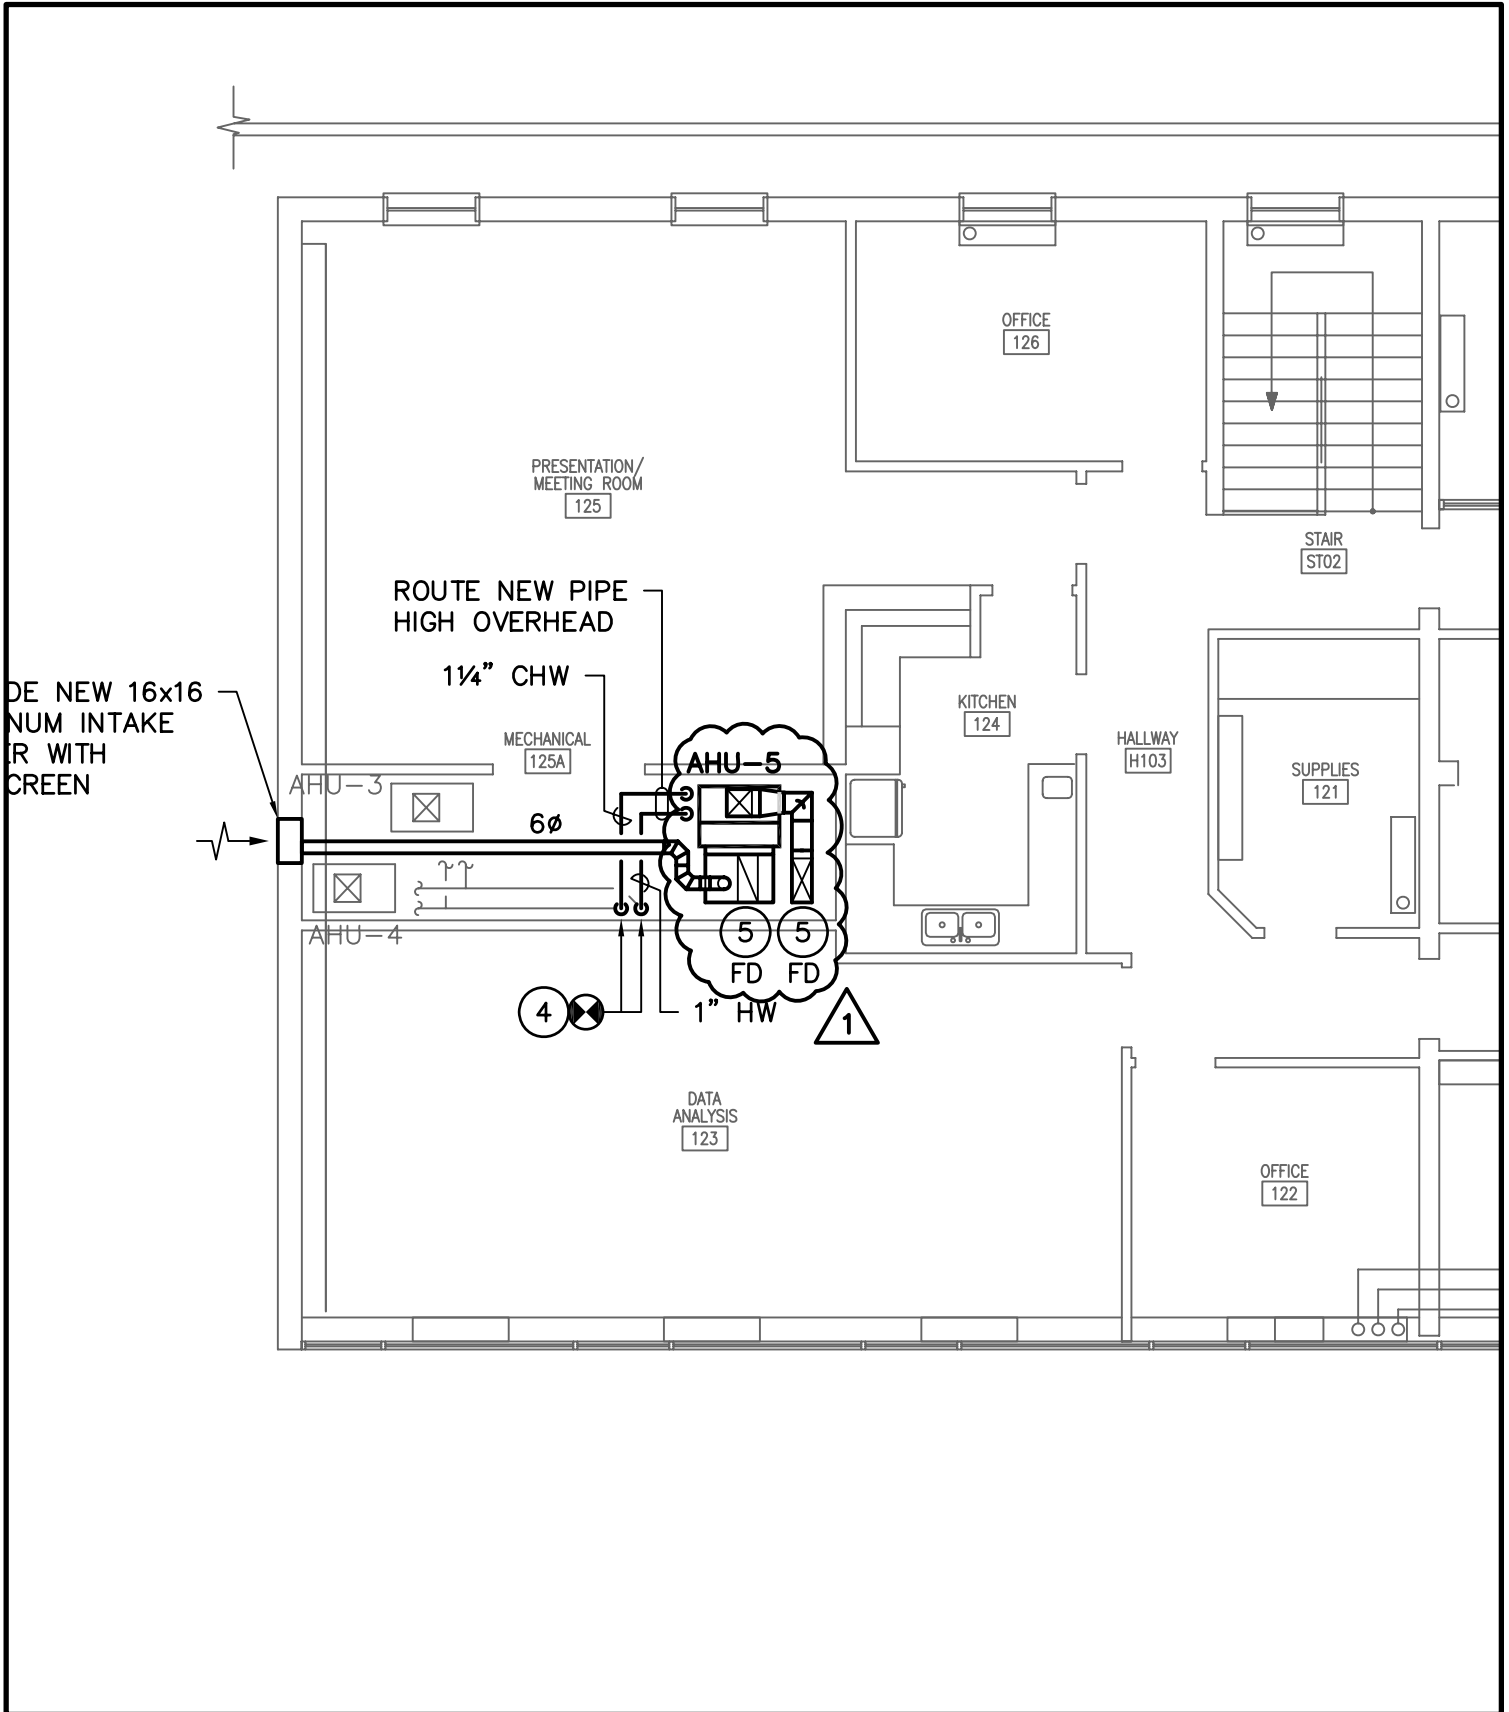 OFFICE
126
PRESENTATION/
MEETING ROOM
125
STAIR
ST02
ROUTE NEW PIPE
HIGH OVERHEAD
1¼" CHW
DE NEW 16x16
NUM INTAKE
ER WITH
CREEN
KITCHEN
124
MECHANICAL
125A
HALLWAY
H103
SUPPLIES
121
AHU-5
AHU-3
6ø
AHU-4
5
5
FD
FD
4
1" HW
1
DATA
ANALYSIS
123
OFFICE
122